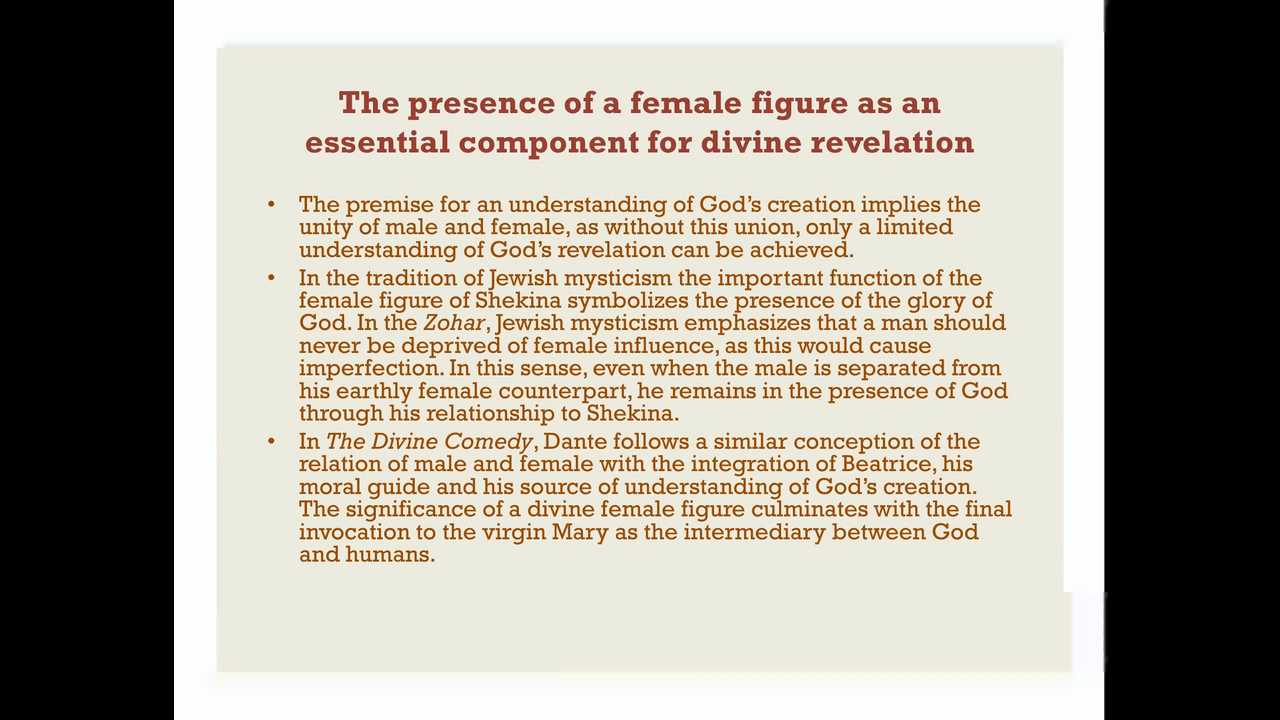 The presence of a female figure as an
essential component for divine revelation
• The premise for an understanding of God’s creation implies the
unity of male and female, as without this union, only a limited
understanding of God’s revelation can be achieved.
• In the tradition of Jewish mysticism the important function of the
female figure of Shekina symbolizes the presence of the glory of
God. In the Zohar, Jewish mysticism emphasizes that a man should
never be deprived of female influence, as this would cause
imperfection. In this sense, even when the male is separated from
his earthly female counterpart, he remains in the presence of God
through his relationship to Shekina.
• In The Divine Comedy, Dante follows a similar conception of the
relation of male and female with the integration of Beatrice, his
moral guide and his source of understanding of God’s creation.
The significance of a divine female figure culminates with the final
invocation to the virgin Mary as the intermediary between God
and humans.